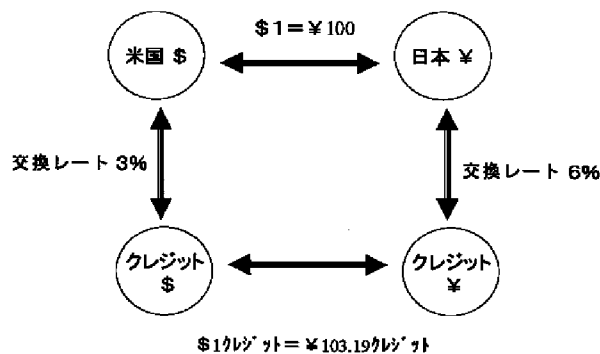 $1=¥100
米国 $
日本 ¥
交換レート 3%
交換レート 6%
クレジット
$
クレジット
¥
$1ｸﾚｼﾞｯﾄ=¥103.19ｸﾚｼﾞｯﾄ